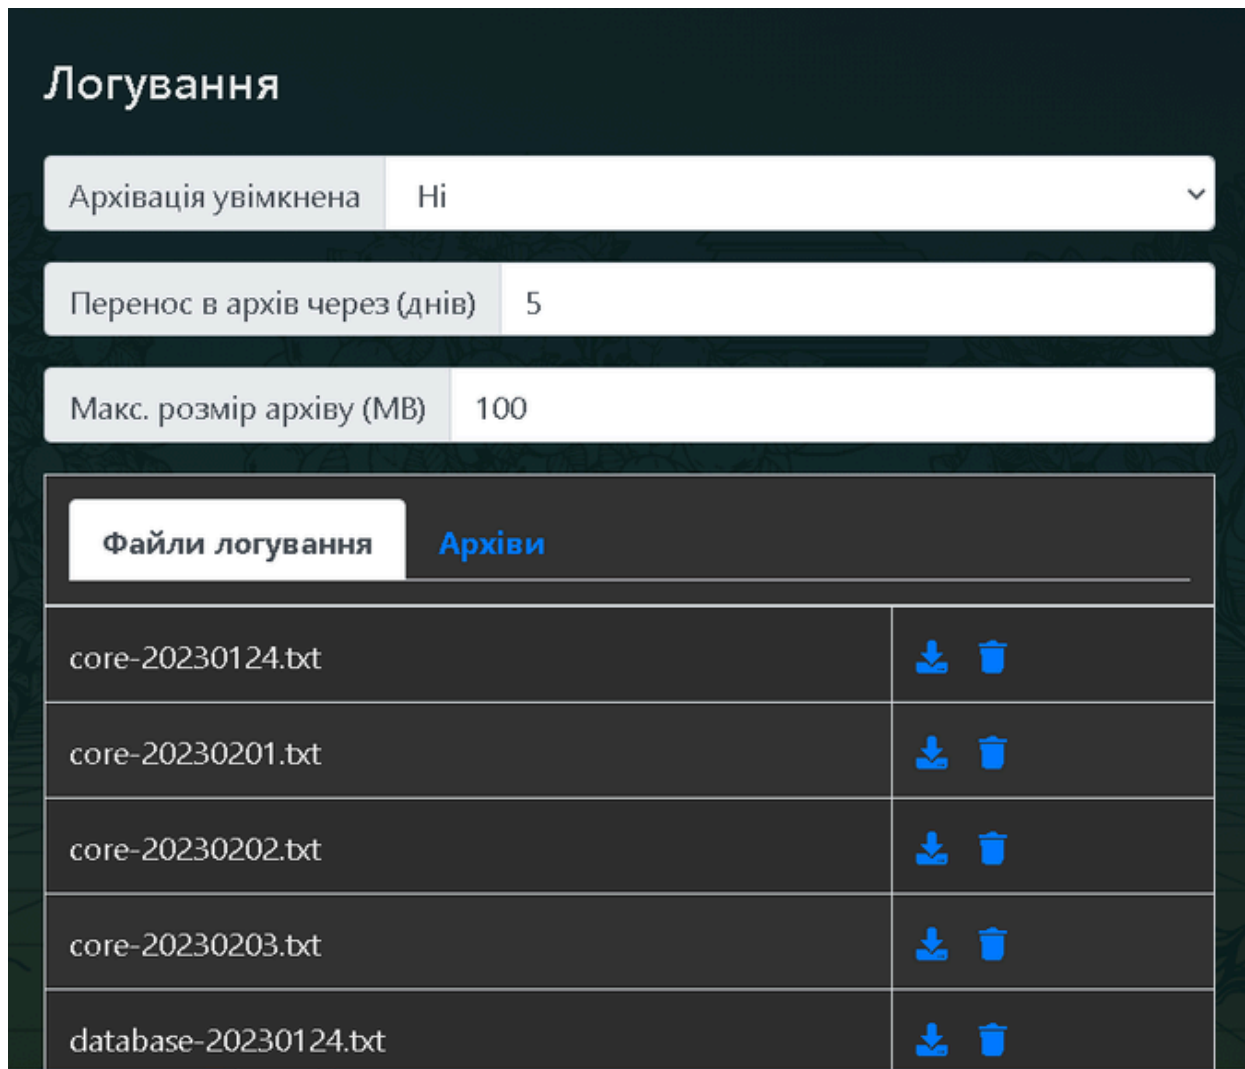 Логування
Архівація увімкнена Ні
Перенос в архів через (днів) 5
Макс. розмір архіву (MB) 100
Файли логування Архіви
core-20230124.txt
core-20230201.txt
core-20230202.txt
core-20230203.txt
database-20230124.txt